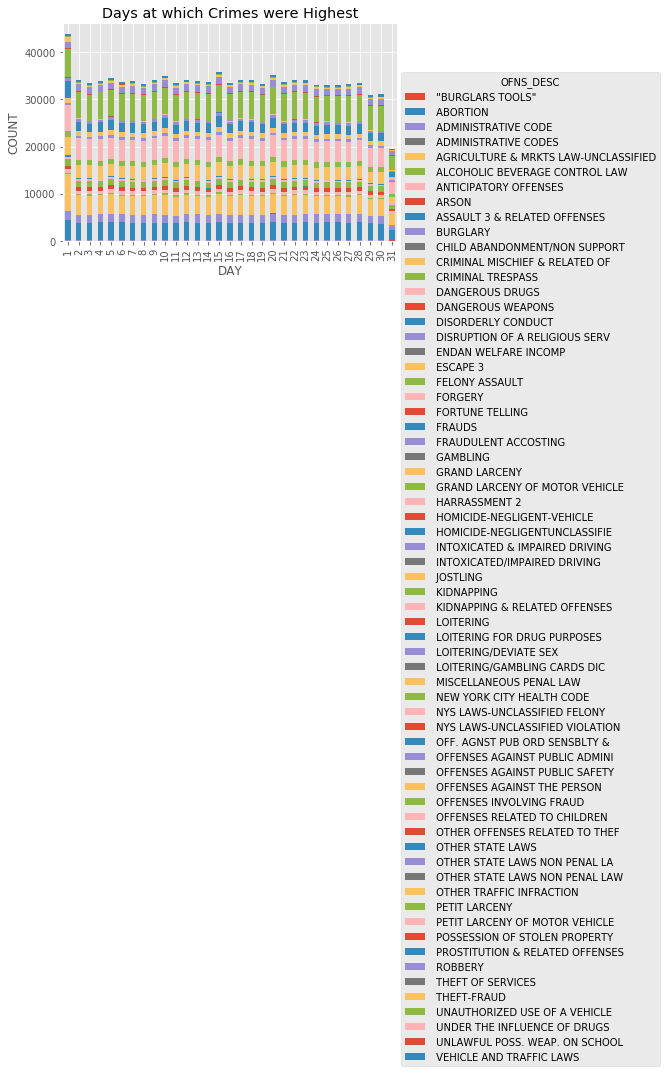 Days at which Crimes were Highest
COUNT
40000
30000
20000
10000
0
1 2 3 4 5 6 7 8 9 10 11 12 13 14 15 16 17 18 19 20 21 22 23 24 25 26 27 28 29 30 31
DAY
OFNS_DESC
"BURGLARS TOOLS"
ABORTION
ADMINISTRATIVE CODE
ADMINISTRATIVE CODES
AGRICULTURE & MRKTS LAW-UNCLASSIFIED
ALCOHOLIC BEVERAGE CONTROL LAW
ANTICIPATORY OFFENSES
ARSON
ASSAULT 3 & RELATED OFFENSES
BURGLARY
CHILD ABANDONMENT/NON SUPPORT
CRIMINAL MISCHIEF & RELATED OF
CRIMINAL TRESPASS
DANGEROUS DRUGS
DANGEROUS WEAPONS
DISORDERLY CONDUCT
DISRUPTION OF A RELIGIOUS SERV
ENDAN WELFARE INCOMP
ESCAPE 3
FELONY ASSAULT
FORGERY
FORTUNE TELLING
FRAUDS
FRAUDULENT ACCOSTING
GAMBLING
GRAND LARCENY
GRAND LARCENY OF MOTOR VEHICLE
HARRASSMENT 2
HOMICIDE-NEGLIGENT-VEHICLE
HOMICIDE-NEGLIGENTUNCLASSIFIE
INTOXICATED & IMPAIRED DRIVING
INTOXICATED/IMPAIRED DRIVING
JOSTLING
KIDNAPPING
KIDNAPPING & RELATED OFFENSES
LOITERING
LOITERING FOR DRUG PURPOSES
LOITERING/DEVIATE SEX
LOITERING/GAMBLING CARDS DIC
MISCELLANEOUS PENAL LAW
NEW YORK CITY HEALTH CODE
NYS LAWS-UNCLASSIFIED FELONY
NYS LAWS-UNCLASSIFIED VIOLATION
OFF. AGNST PUB ORD SENSBLTY &
OFFENSES AGAINST PUBLIC ADMINI
OFFENSES AGAINST PUBLIC SAFETY
OFFENSES AGAINST THE PERSON
OFFENSES INVOLVING FRAUD
OFFENSES RELATED TO CHILDREN
OTHER OFFENSES RELATED TO THEF
OTHER STATE LAWS
OTHER STATE LAWS NON PENAL LA
OTHER STATE LAWS NON PENAL LAW
OTHER TRAFFIC INFRACTION
PETIT LARCENY
PETIT LARCENY OF MOTOR VEHICLE
POSSESSION OF STOLEN PROPERTY
PROSTITUTION & RELATED OFFENSES
ROBBERY
THEFT OF SERVICES
THEFT-FRAUD
UNAUTHORIZED USE OF A VEHICLE
UNDER THE INFLUENCE OF DRUGS
UNLAWFUL POSS. WEAP. ON SCHOOL
VEHICLE AND TRAFFIC LAWS